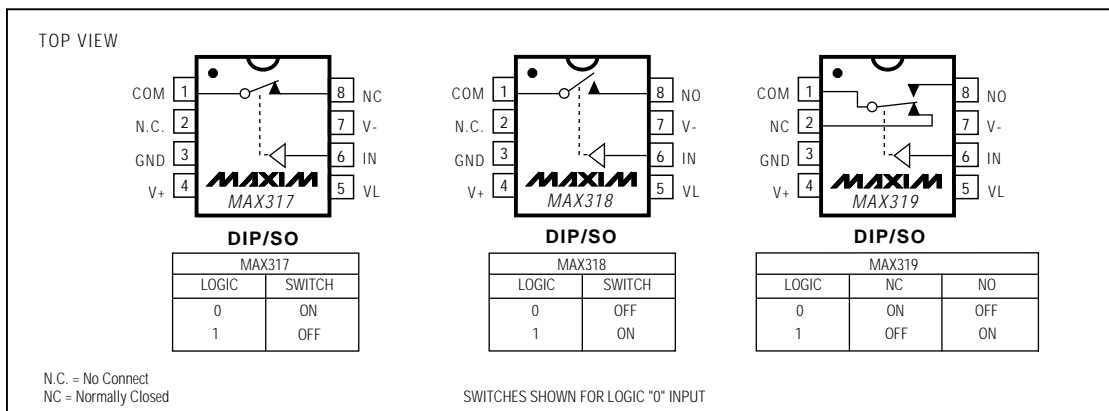 TOP VIEW
COM 1 8 NC
N.C. 2 7 V-
GND 3 6 IN
V+ 4 5 VL
MAXIM
MAX317
DIP/SO
MAX317
LOGIC SWITCH
0 ON
1 OFF
COM 1 8 NO
N.C. 2 7 V-
GND 3 6 IN
V+ 4 5 VL
MAXIM
MAX318
DIP/SO
MAX318
LOGIC SWITCH
0 OFF
1 ON
COM 1 8 NO
NC 2 7 V-
GND 3 6 IN
V+ 4 5 VL
MAXIM
MAX319
DIP/SO
MAX319
LOGIC NC NO
0 ON OFF
1 OFF ON
N.C. = No Connect
NC = Normally Closed
SWITCHES SHOWN FOR LOGIC "0" INPUT